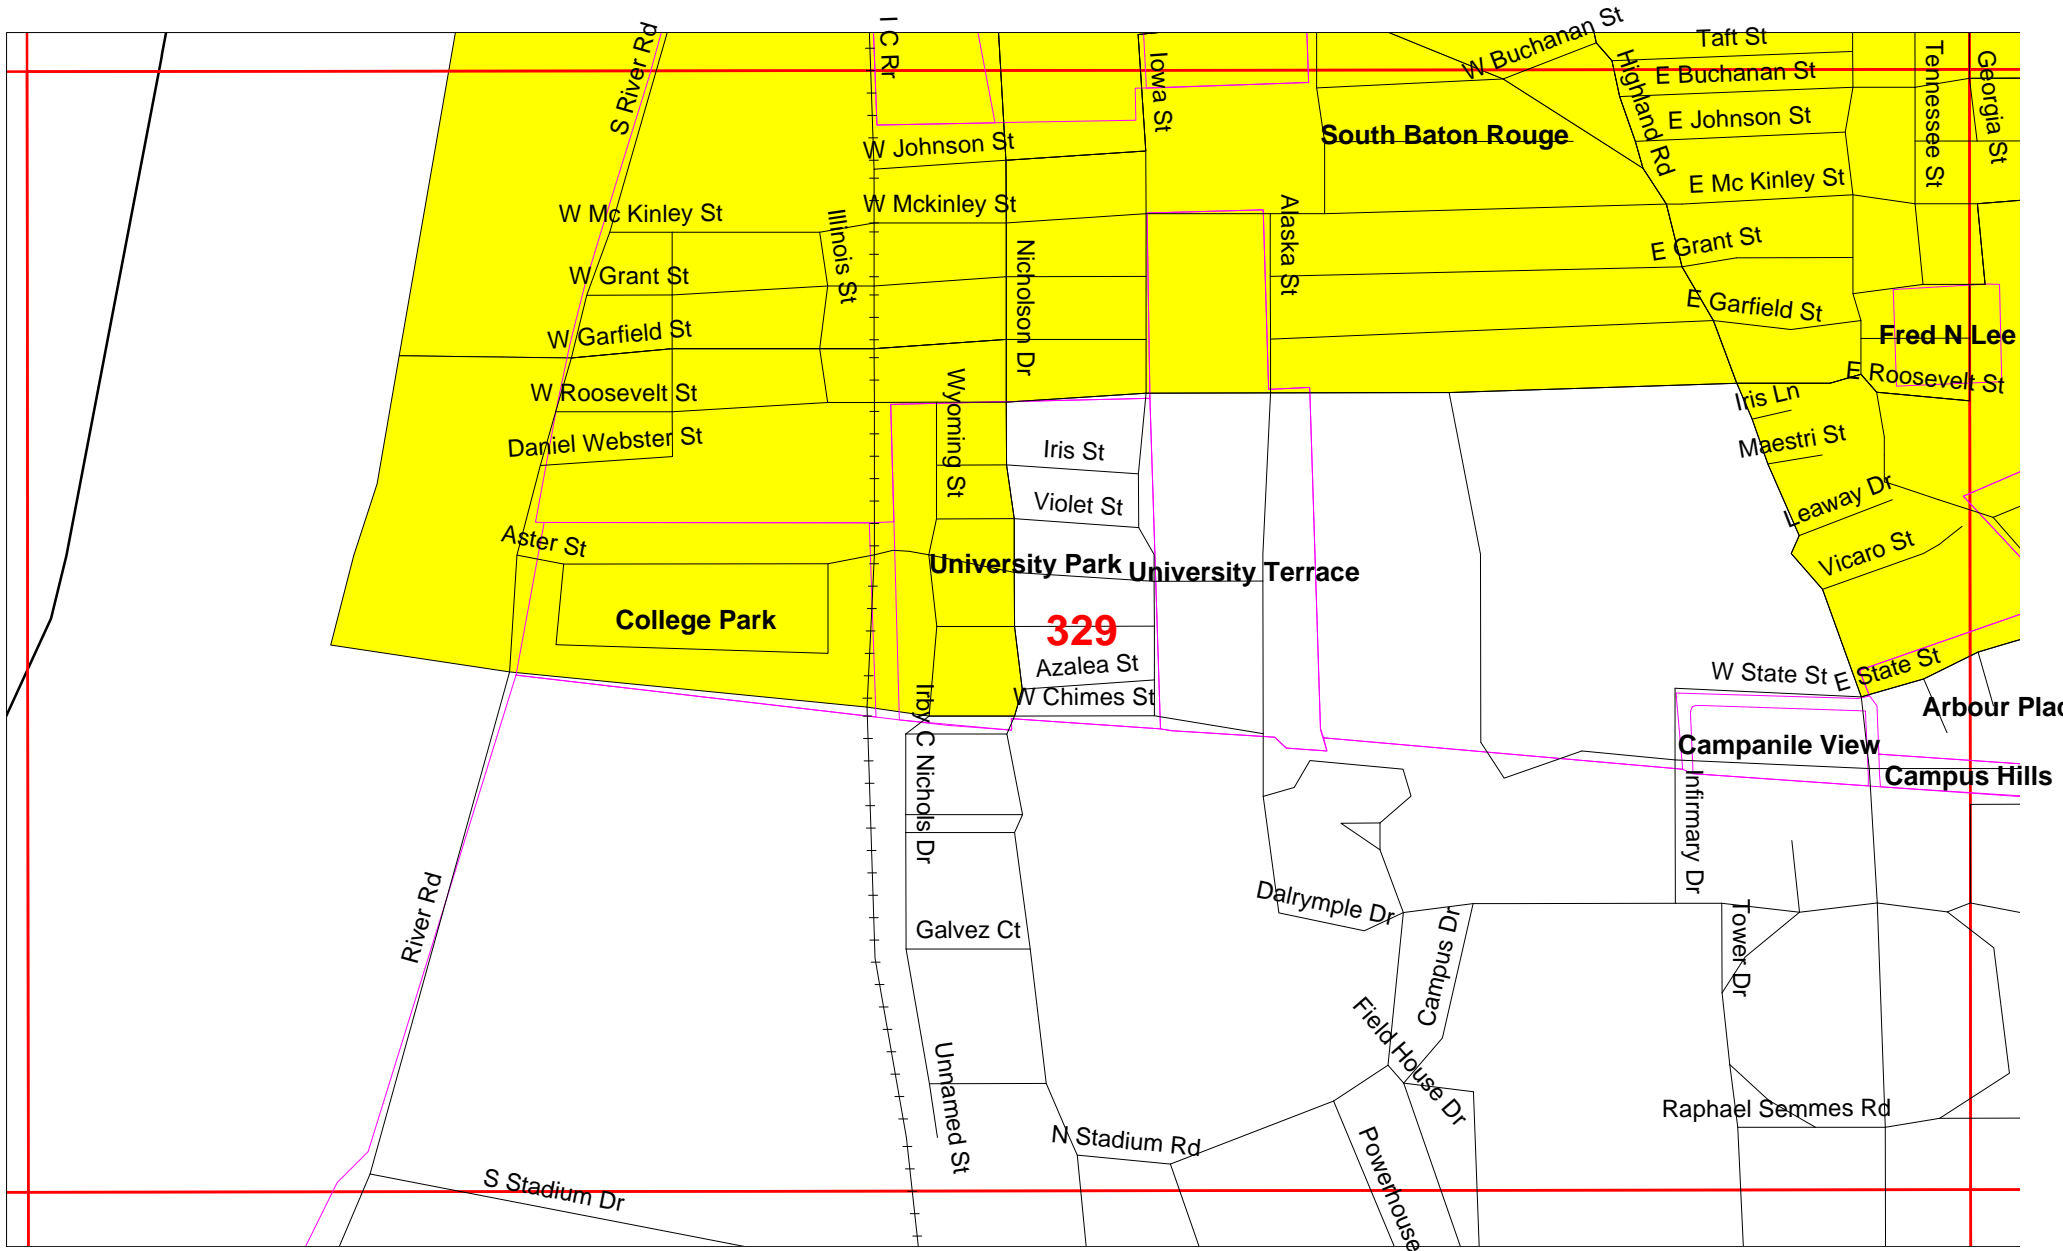 I C Rr
W Buchanan St
Taft St
S River Rd
Iowa St
Highland Rd
E Buchanan St
Tennessee St
Georgia St
W Johnson St
South Baton Rouge
E Johnson St
W Mc Kinley St
W Mckinley St
E Mc Kinley St
Illinois St
Nicholson Dr
Alaska St
E Grant St
W Grant St
E Garfield St
W Garfield St
Fred N Lee
W Roosevelt St
Wyoming St
E Roosevelt St
Iris Ln
Daniel Webster St
Iris St
Maestri St
Violet St
Leaway Dr
Aster St
University Park
University Terrace
Vicaro St
College Park
329
Azalea St
W State St
E State St
W Chimes St
Irby C Nichols Dr
Arbour Plac
Campanile View
Campus Hills
Infirmary Dr
River Rd
Dalrymple Dr
Galvez Ct
Campus Dr
Tower Dr
Field House Dr
Unnamed St
Raphael Semmes Rd
N Stadium Rd
Powerhouse
S Stadium Dr